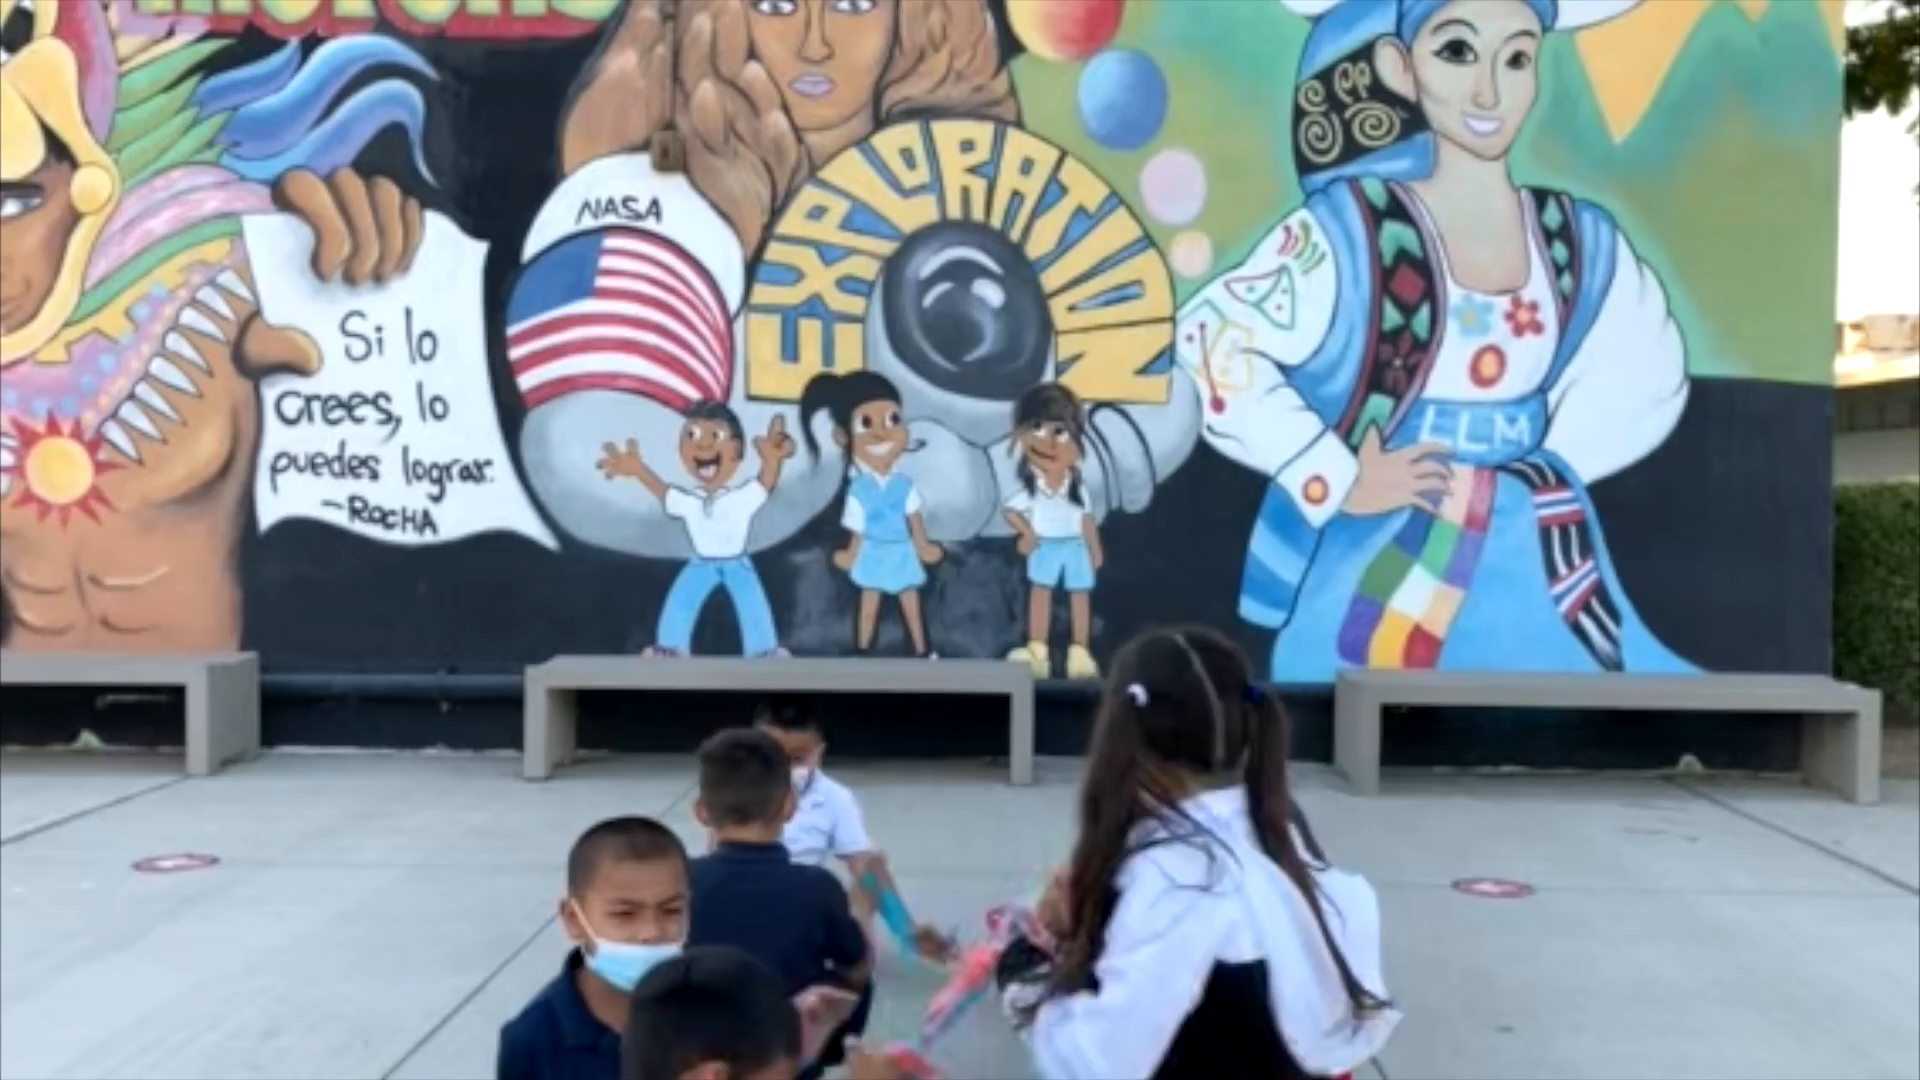 NASA
EXPLORATION
Si lo
crees, lo
puedes lograr.
-ROCHA
LLM